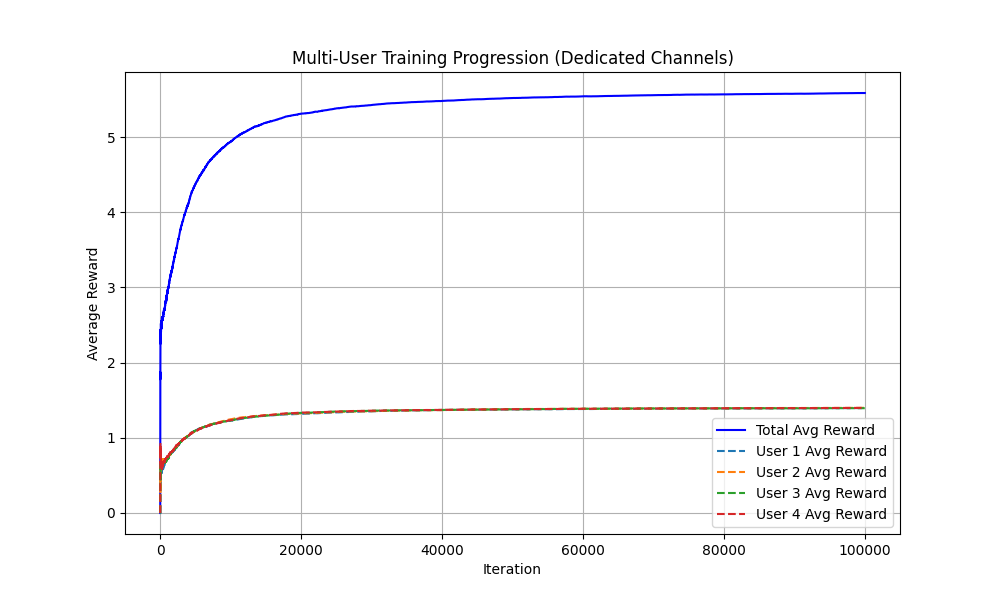 Multi-User Training Progression (Dedicated Channels)
Average Reward
5
4
3
2
1
0
Total Avg Reward
User 1 Avg Reward
User 2 Avg Reward
User 3 Avg Reward
User 4 Avg Reward
0 20000 40000 60000 80000 100000
Iteration